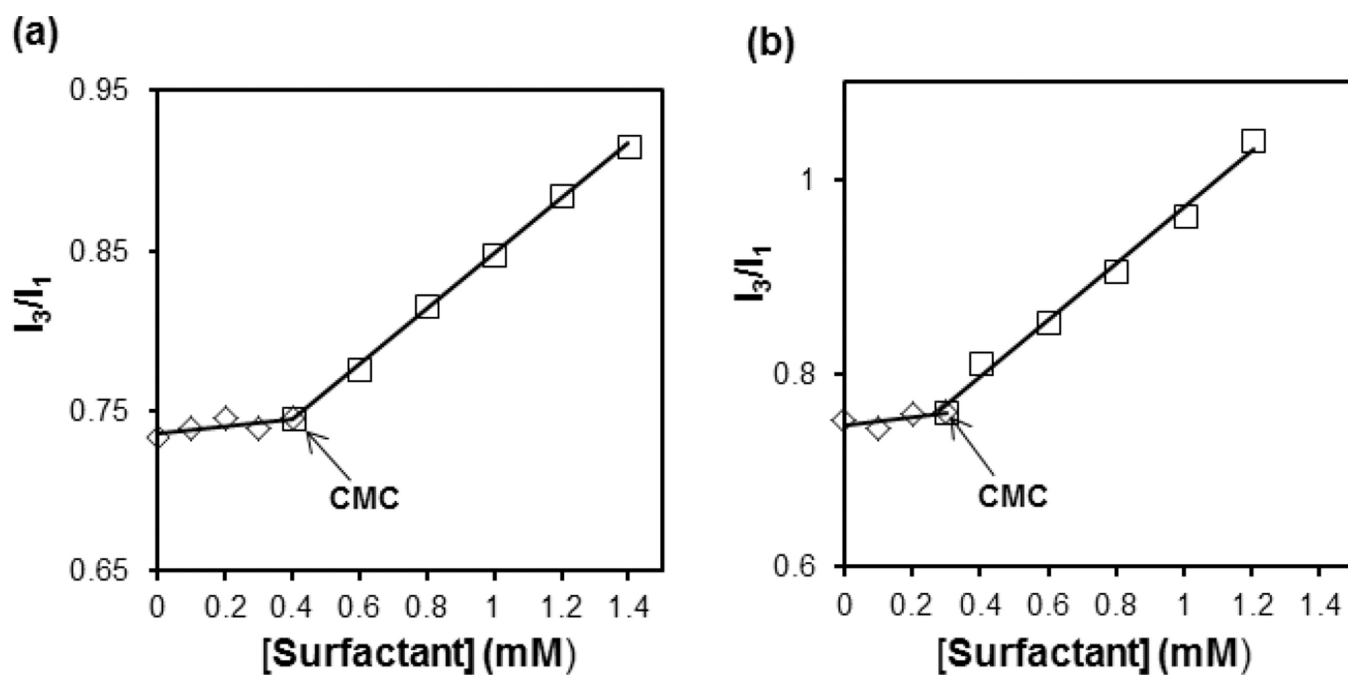 (a)
0.95
0.85
0.75
0.65
I₃/I₁
CMC
0 0.2 0.4 0.6 0.8 1 1.2 1.4
[Surfactant] (mM)
(b)
1
0.8
0.6
I₃/I₁
CMC
0 0.2 0.4 0.6 0.8 1 1.2 1.4
[Surfactant] (mM)